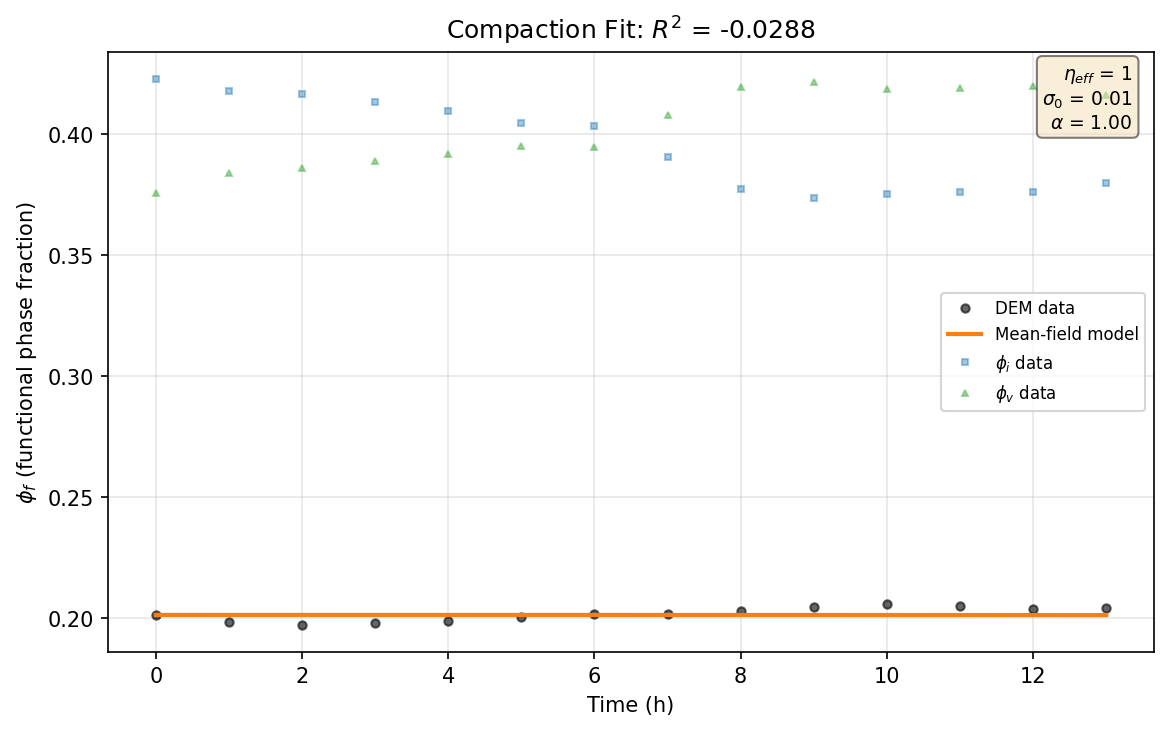 Compaction Fit: R² = -0.0288
η_eff = 1
σ₀ = 0.01
α = 1.00
0.40
0.35
0.30
0.25
0.20
ϕ_f (functional phase fraction)
DEM data
Mean-field model
ϕ_i data
ϕ_v data
0 2 4 6 8 10 12
Time (h)